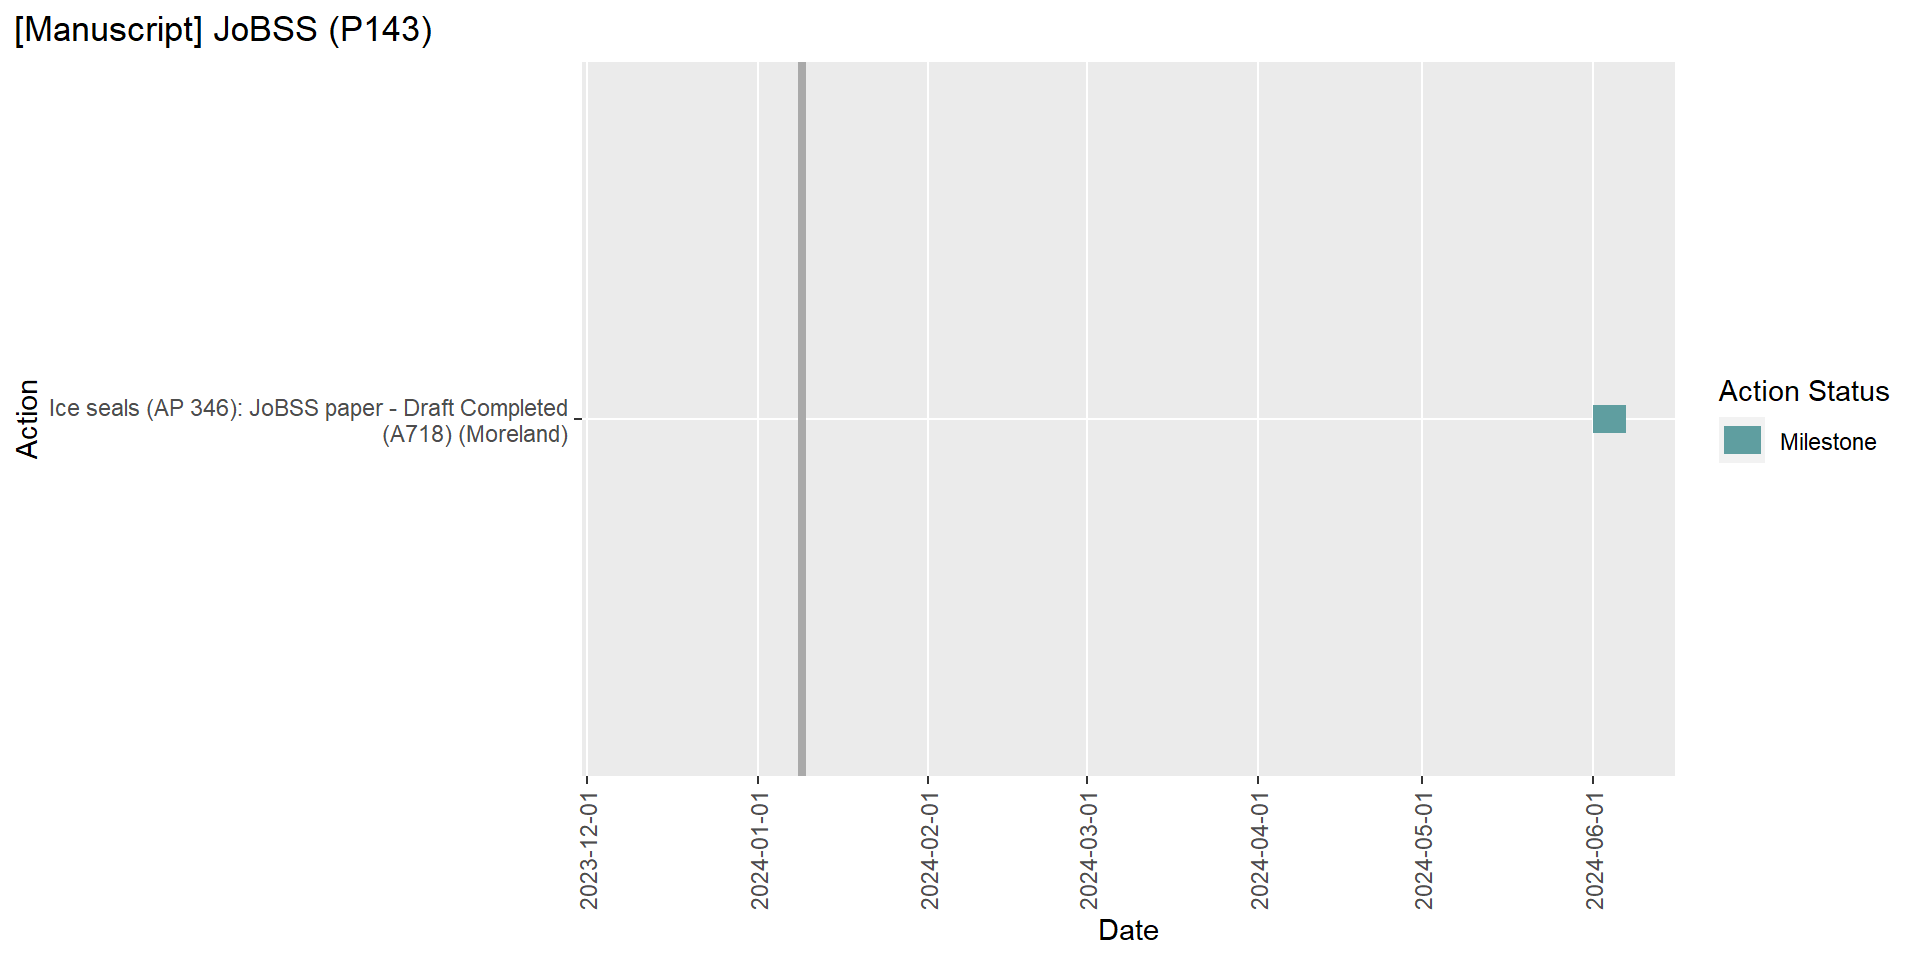 [Manuscript] JoBSS (P143)
Action
Ice seals (AP 346): JoBSS paper - Draft Completed
(A718) (Moreland)
2023-12-01
2024-01-01
2024-02-01
2024-03-01
2024-04-01
2024-05-01
2024-06-01
Date
Action Status
Milestone